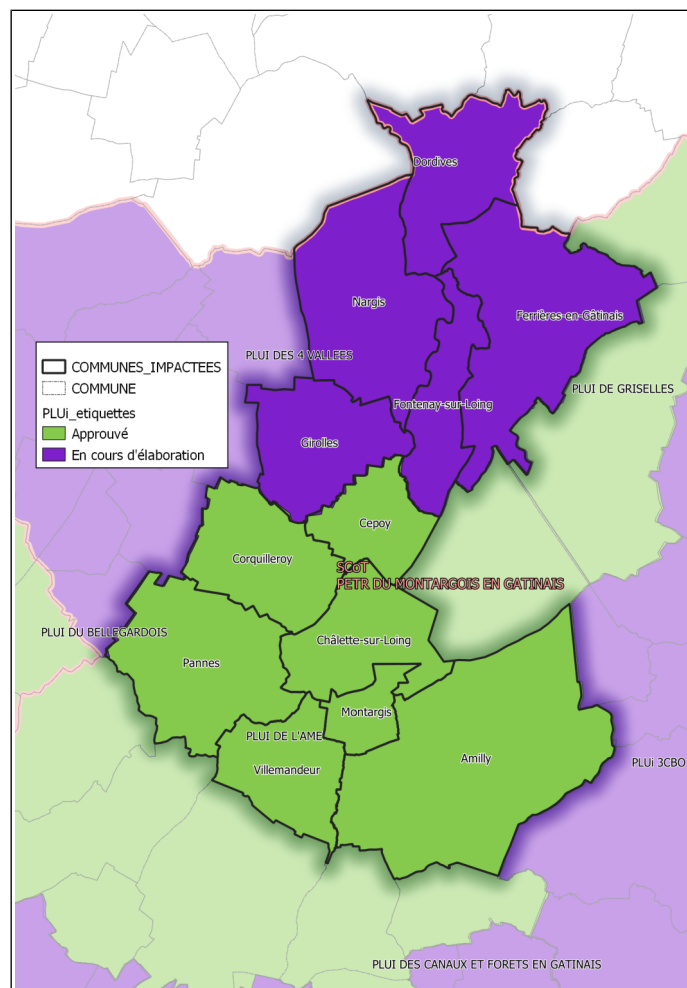 Dordives
Nargis
Ferrières-en-Gâtinais
PLUI DES 4 VALLEES
COMMUNES_IMPACTEES
COMMUNE
PLUi_etiquettes
Approuvé
En cours d'élaboration
PLUI DE GRISELLES
Fontenay-sur-Loing
Girolles
Cepoy
Corquilleroy
SCoT
PETR DU MONTARGOIS EN GATINAIS
PLUI DU BELLEGARDOIS
Châlette-sur-Loing
Pannes
Montargis
PLUI DE L'AME
Amilly
PLUi 3CBO
Villemandeur
PLUI DES CANAUX ET FORETS EN GATINAIS